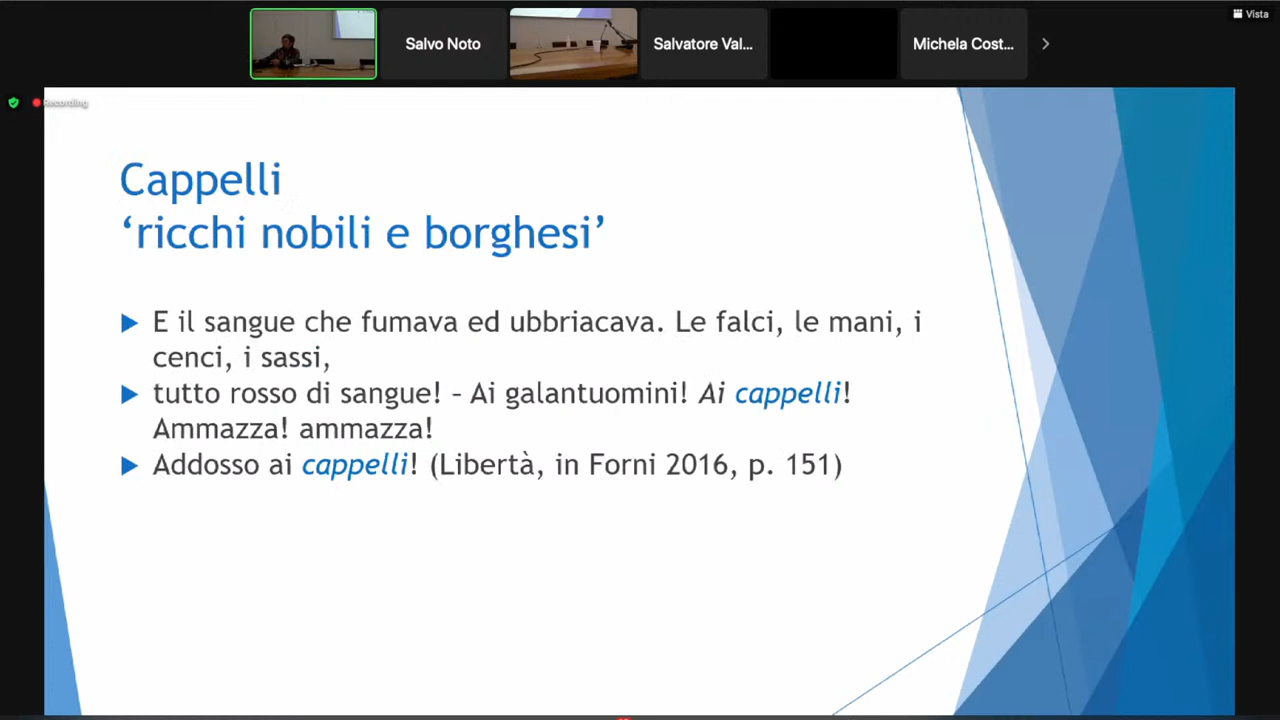 Vista
Salvo Noto
Salvatore Val...
Michela Cost...
Recording
Cappelli
‘ricchi nobili e borghesi’
E il sangue che fumava ed ubbriacava. Le falci, le mani, i
cenci, i sassi,
tutto rosso di sangue! – Ai galantuomini! Ai cappelli!
Ammazza! ammazza!
Addosso ai cappelli! (Libertà, in Forni 2016, p. 151)